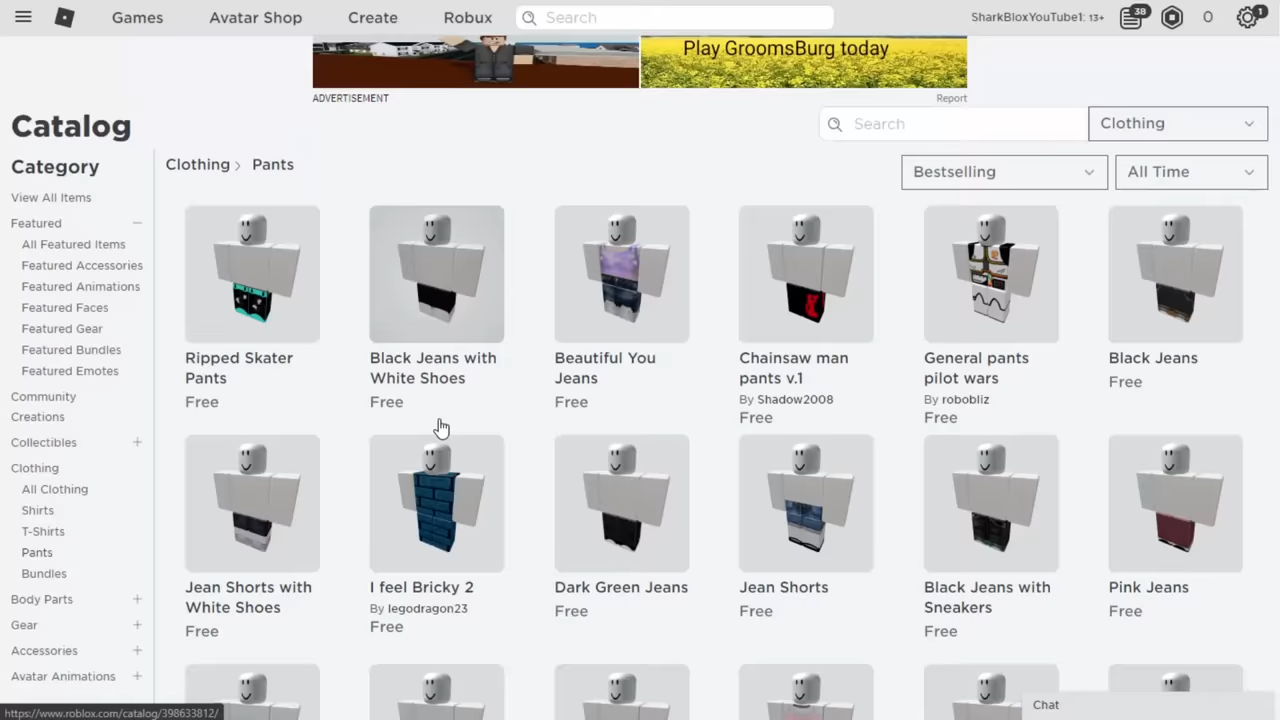 Games
Avatar Shop
Create
Robux
Search
SharkBloxYouTube1: 13+
38
0
1
Play GroomsBurg today
ADVERTISEMENT
Report
Catalog
Search
Clothing
Category
Clothing
Pants
Bestselling
All Time
View All Items
Featured
All Featured Items
Featured Accessories
Featured Animations
Featured Faces
Featured Gear
Featured Bundles
Featured Emotes
Community
Creations
Collectibles
Clothing
All Clothing
Shirts
T-Shirts
Pants
Bundles
Body Parts
Gear
Accessories
Avatar Animations
Ripped Skater
Pants
Free
Black Jeans with
White Shoes
Free
Beautiful You
Jeans
Free
Chainsaw man
pants v.1
By Shadow2008
Free
General pants
pilot wars
By robobliz
Free
Black Jeans
Free
Jean Shorts with
White Shoes
Free
I feel Bricky 2
By legodragon23
Free
Dark Green Jeans
Free
Jean Shorts
Free
Black Jeans with
Sneakers
Free
Pink Jeans
Free
https://www.roblox.com/catalog/398633812/
Chat